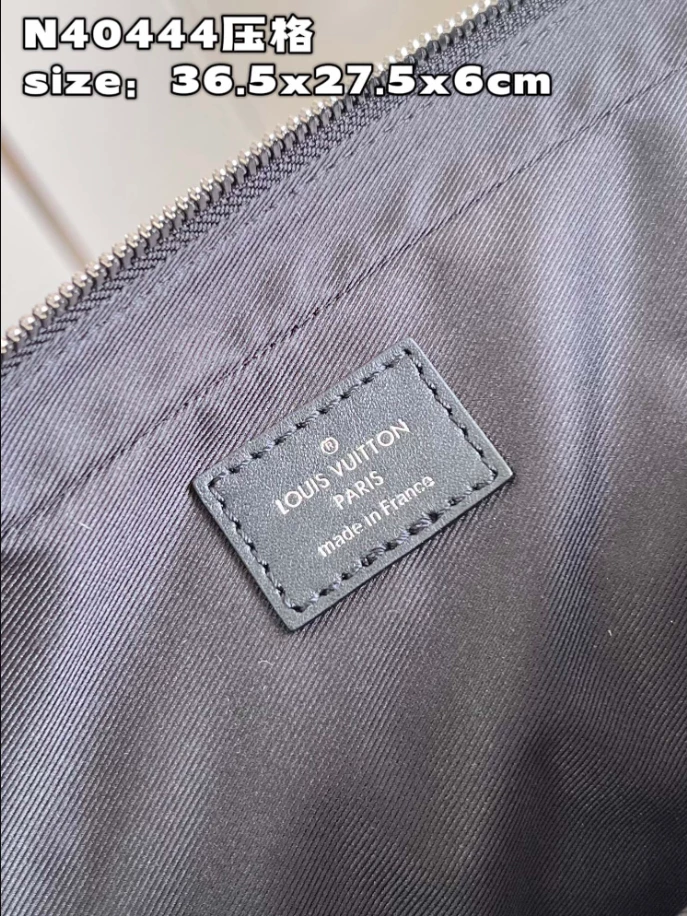 N40444压格
size：36.5x27.5x6cm
®
LOUIS VUITTON
PARIS
made in France